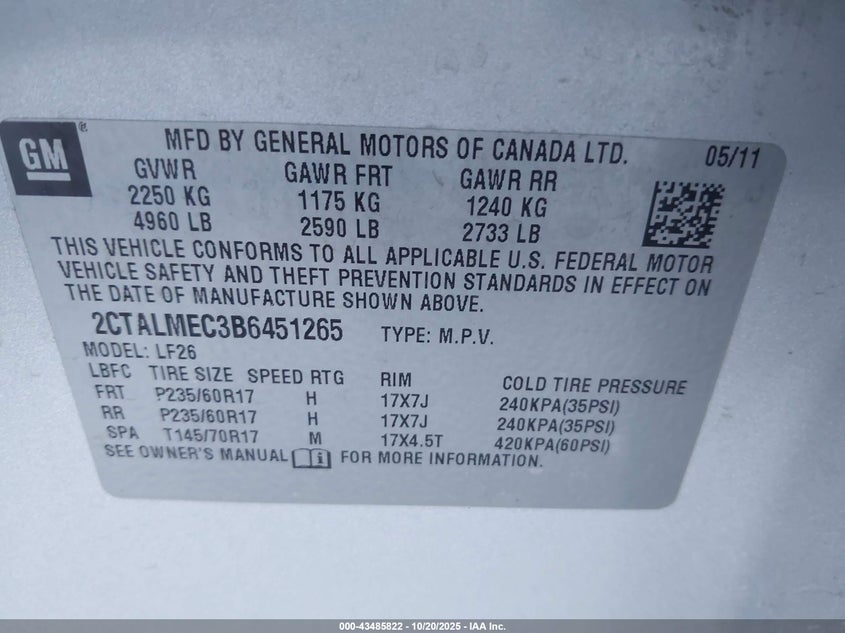 GM®
MFD BY GENERAL MOTORS OF CANADA LTD. 05/11
GVWR GAWR FRT GAWR RR
2250 KG 1175 KG 1240 KG
4960 LB 2590 LB 2733 LB
THIS VEHICLE CONFORMS TO ALL APPLICABLE U.S. FEDERAL MOTOR
VEHICLE SAFETY AND THEFT PREVENTION STANDARDS IN EFFECT ON
THE DATE OF MANUFACTURE SHOWN ABOVE.
2CTALMEC3B6451265 TYPE: M.P.V.
MODEL: LF26
LBFC TIRE SIZE SPEED RTG RIM COLD TIRE PRESSURE
FRT P235/60R17 H 17X7J 240KPA(35PSI)
RR P235/60R17 H 17X7J 240KPA(35PSI)
SPA T145/70R17 M 17X4.5T 420KPA(60PSI)
SEE OWNER'S MANUAL i FOR MORE INFORMATION.
000-43485822 - 10/20/2025 - IAA Inc.